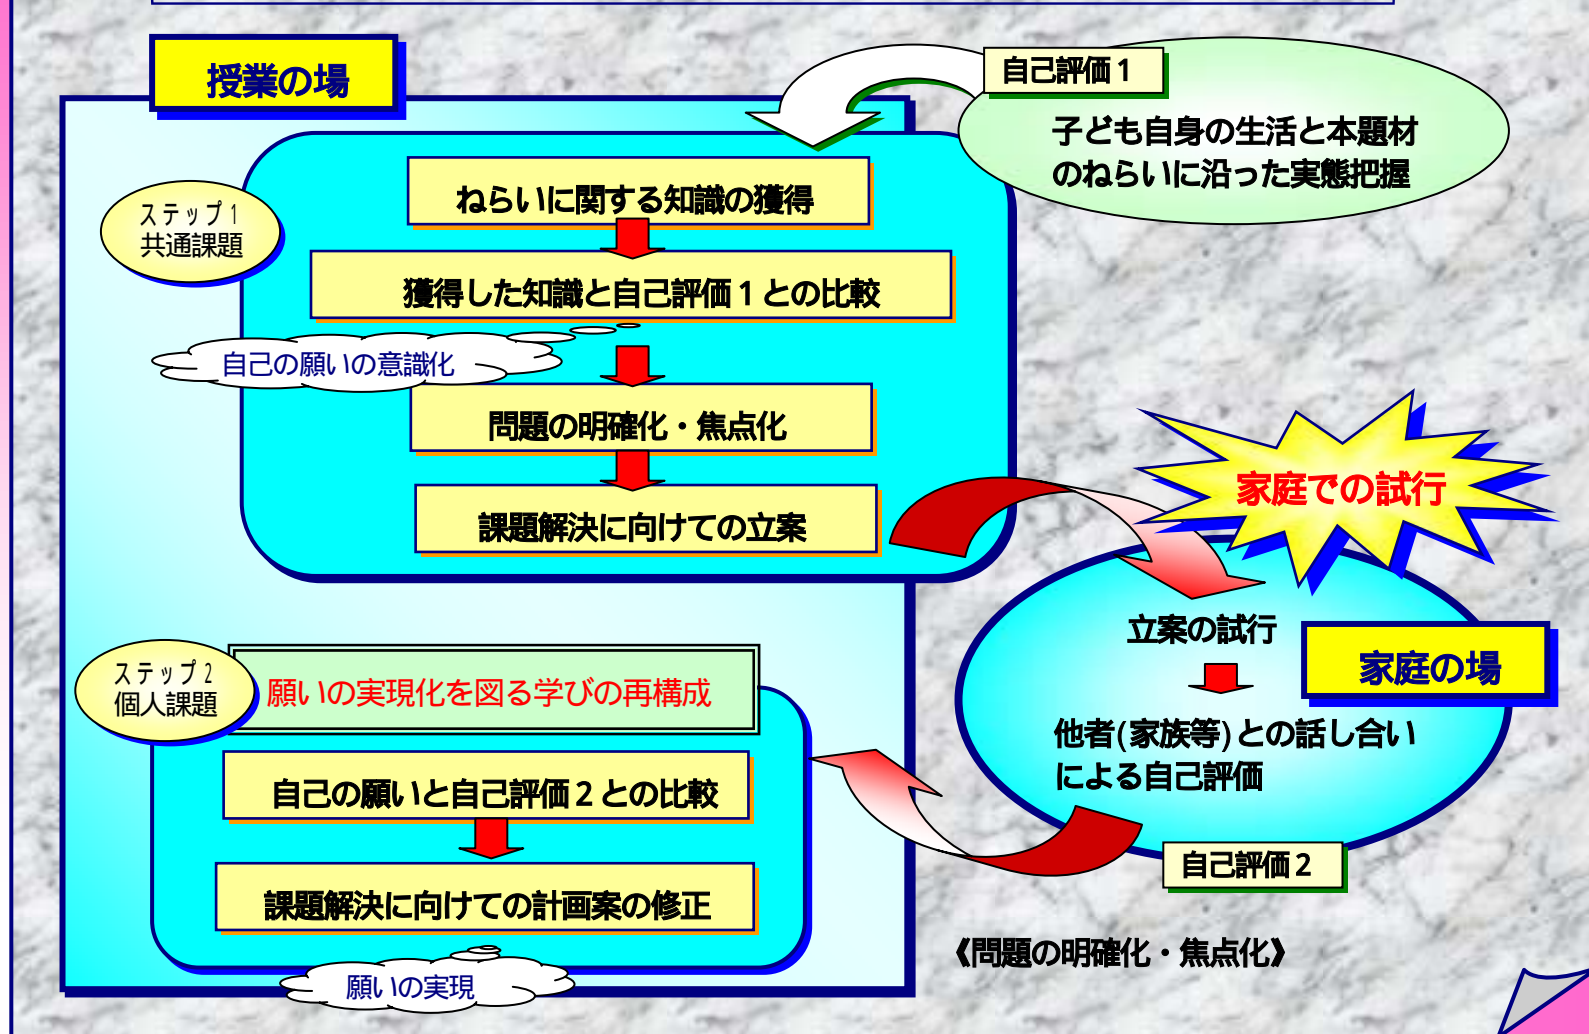 授業の場
自己評価1
子ども自身の生活と本題材
のねらいに沿った実態把握
ねらいに関する知識の獲得
ステップ1
共通課題
獲得した知識と自己評価1との比較
自己の願いの意識化
問題の明確化・焦点化
課題解決に向けての立案
家庭での試行
立案の試行
家庭の場
他者(家族等)との話し合い
による自己評価
自己評価2
ステップ2
個人課題
願いの実現化を図る学びの再構成
自己の願いと自己評価2との比較
課題解決に向けての計画案の修正
願いの実現
《問題の明確化・焦点化》